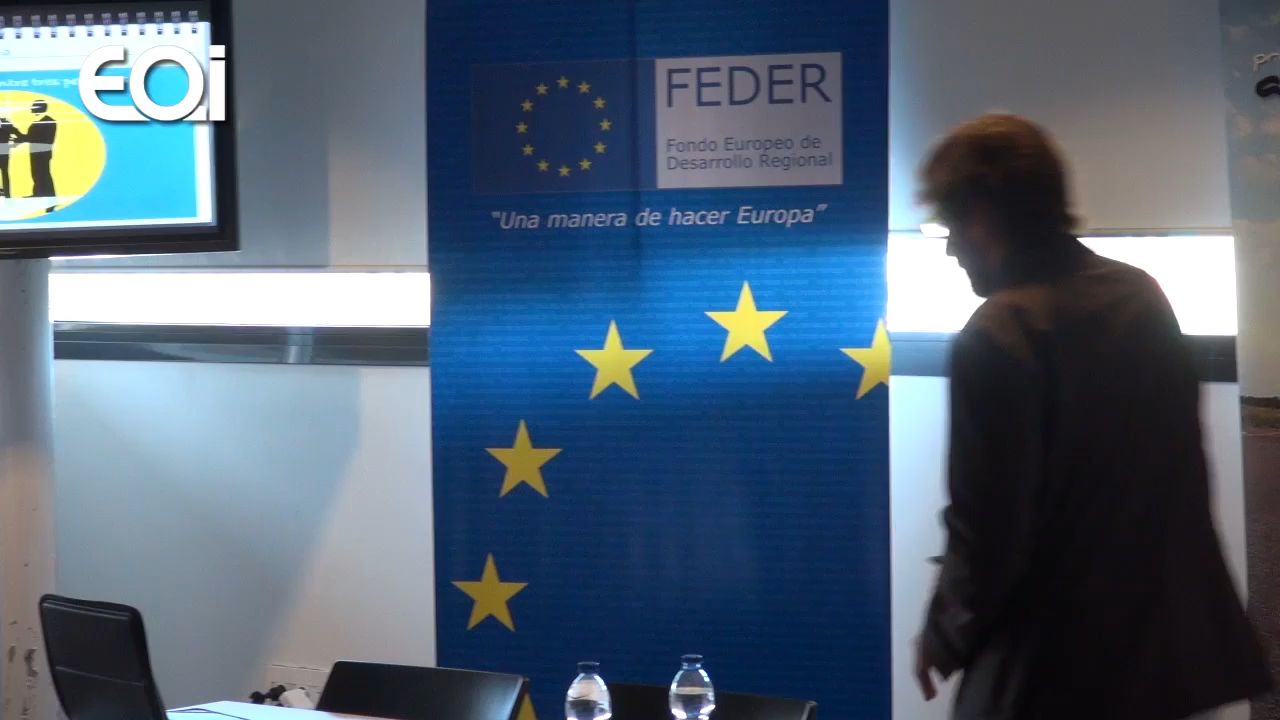 EOi
FEDER
Fondo Europeo de
Desarrollo Regional
"Una manera de hacer Europa"